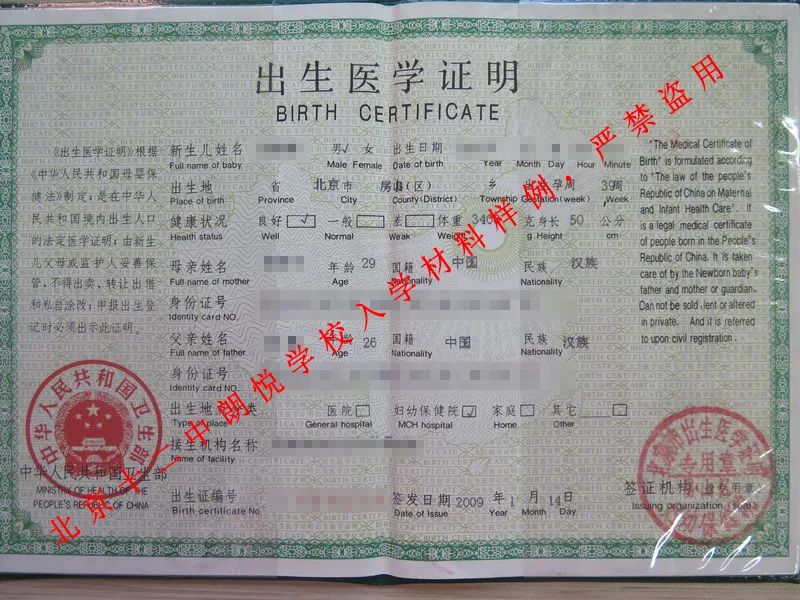 出生医学证明
BIRTH CERTIFICATE
《出生医学证明》根据
《中华人民共和国母婴保
健法》制定;是在中华人
民共和国境内出生人口
的法定医学证明;由新生
儿父母或监护人妥善保
管,不得出卖、转让出借
和私自涂改;申报出生登
记时必须出示此证明。
中华人民共和国卫生部
中华人民共和国卫生部
MINISTRY OF HEALTH OF THE
PEOPLE'S REPUBLIC OF CHINA
新生儿姓名 男√ 女 出生日期
Full name of baby Male Female Date of birth Year Month Day Hour Minute
出生地 省 北京市 房山(区) 乡 出生孕周 39周
Place of birth Province City County(District) Township Gestation(week) Week
健康状况 良好 √ 一般 差 体重 340 克身长 50 公分
Health status Well Normal Weak Weight g Height cm
母亲姓名 年龄 29 国籍 中国 民族 汉族
Full name of mother Age Nationality Nationality
身份证号
Identity card NO.
父亲姓名 年龄 26 国籍 中国 民族 汉族
Full name of father Age Nationality Nationality
身份证号
Identity card NO.
出生地 类 医院 妇幼保健院 √ 家庭 其它
Type of place General hospital MCH hospital Home Other
接生机构名称
Name of facility
出生证编号 签发日期 2009 年 1 月 14日
Birth certificate No Date of Issue Year Month Day
"The Medical Certificate of
Birth" is formulated according
to "The law of the people's
Republic of China on Maternal
and Infant Health Care". It
is a legal medical certificate
of people born in the People's
Republic of China. It is taken
care of by the Newborn baby's
father and mother or guardian.
Can not be sold .lent or altered
in private. And it is referred
to upon civil registration.
签证机构(盖专用章
Issuing organization (seal)
出生医学
专用章
北京十二中朗悦学校入学材料样例,严禁盗用